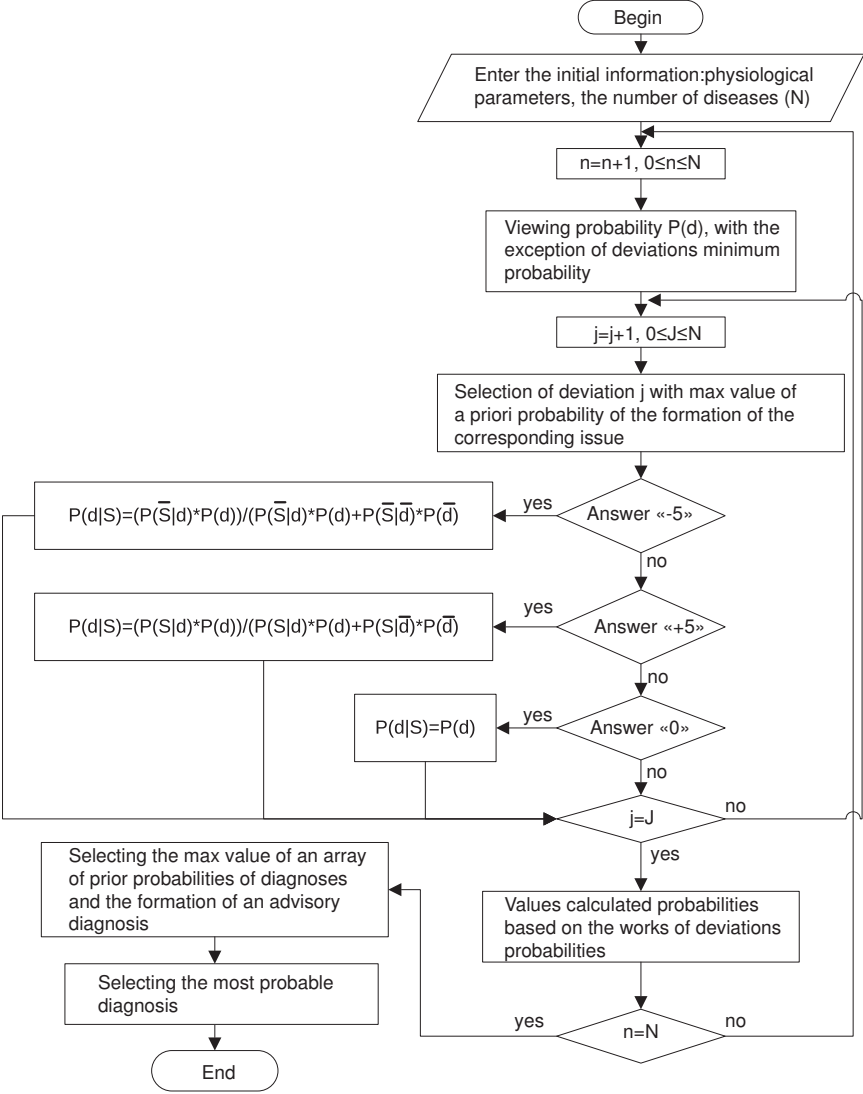 Begin
Enter the initial information:physiological
parameters, the number of diseases (N)
n=n+1, 0≤n≤N
Viewing probability P(d), with the
exception of deviations minimum
probability
j=j+1, 0≤J≤N
Selection of deviation j with max value of
a priori probability of the formation of the
corresponding issue
P(d|S)=(P(S̅|d)*P(d))/(P(S̅|d)*P(d)+P(S̅|d̅)*P(d̅)
yes
Answer «-5»
no
P(d|S)=(P(S|d)*P(d))/(P(S|d)*P(d)+P(S|d̅)*P(d̅)
yes
Answer «+5»
no
P(d|S)=P(d)
yes
Answer «0»
no
j=J
no
yes
Selecting the max value of an array
of prior probabilities of diagnoses
and the formation of an advisory
diagnosis
Values calculated probabilities
based on the works of deviations
probabilities
Selecting the most probable
diagnosis
yes
n=N
no
End